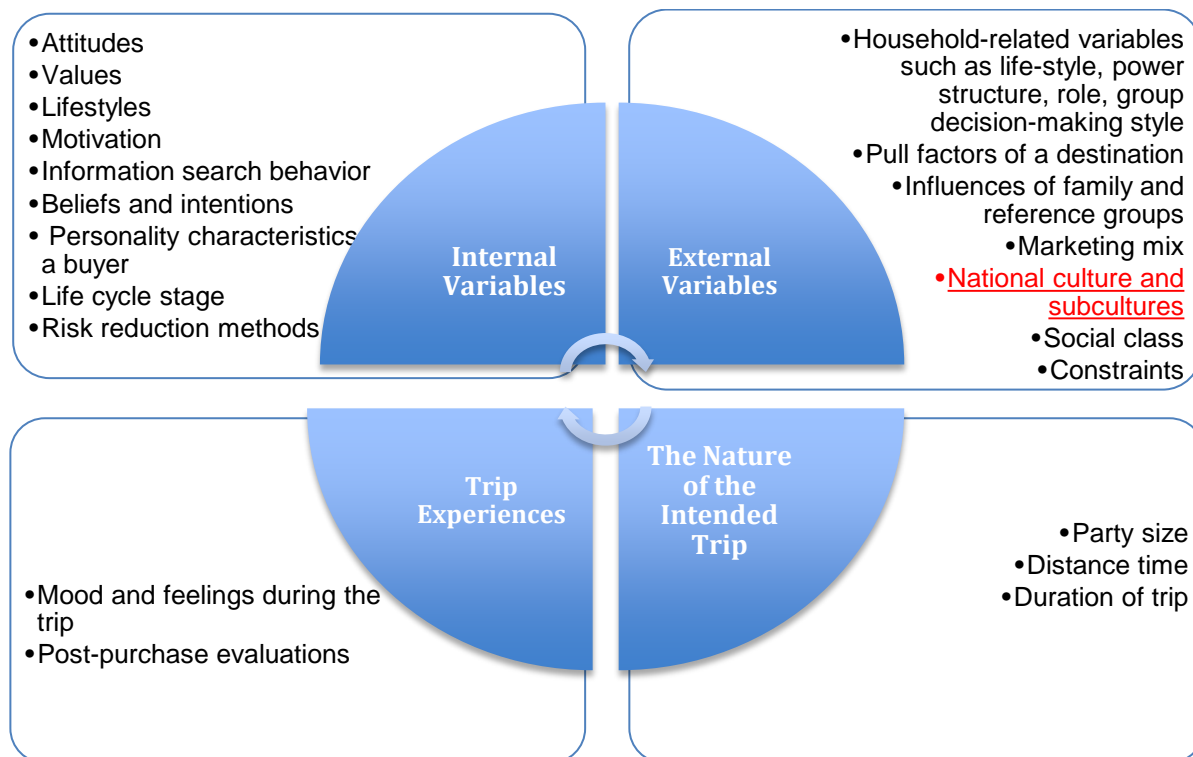 •Attitudes
•Values
•Lifestyles
•Motivation
•Information search behavior
•Beliefs and intentions
• Personality characteristics
a buyer
•Life cycle stage
•Risk reduction methods
Internal
Variables
•Household-related variables
such as life-style, power
structure, role, group
decision-making style
•Pull factors of a destination
•Influences of family and
reference groups
•Marketing mix
•National culture and
subcultures
•Social class
•Constraints
External
Variables
•Mood and feelings during the
trip
•Post-purchase evaluations
Trip
Experiences
The Nature
of the
Intended
Trip
•Party size
•Distance time
•Duration of trip